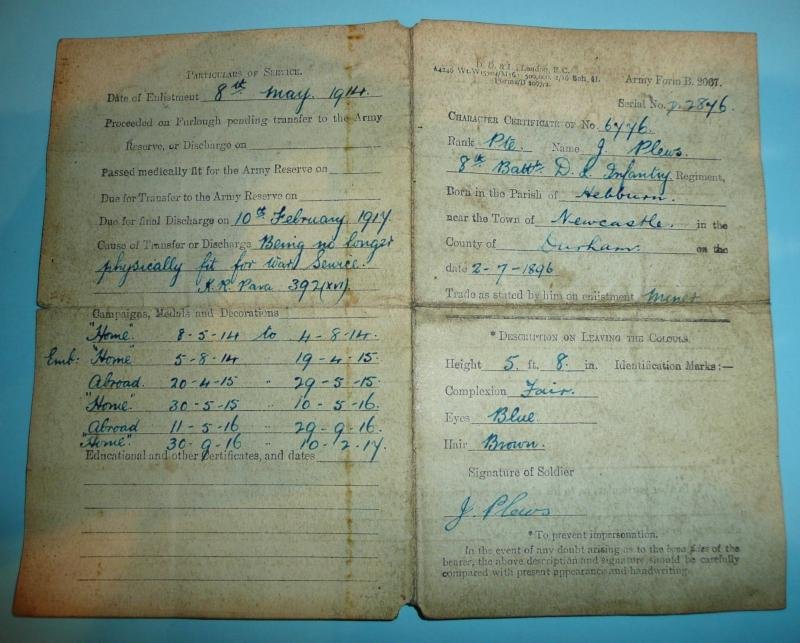 PARTICULARS OF SERVICE.
Date of Enlistment 8th May 1914.
Proceeded on Furlough pending transfer to the Army
Reserve, or Discharge on
Passed medically fit for the Army Reserve on
Due for Transfer to the Army Reserve on
Due for final Discharge on 10th February 1917.
Cause of Transfer or Discharge Being no longer
physically fit for War Service.
K.R. Para 392 (xvi)
Campaigns, Medals and Decorations
"Home" 8-5-14 to 4-8-14.
Emb: "Home" 5-8-14 " 19-4-15.
Abroad. 20-4-15 " 29-5-15.
"Home" 30-5-15 " 10-5-16.
Abroad 11-5-16 " 29-9-16.
"Home". 30-9-16 " 10-2-17.
Educational and other Certificates, and dates
D. D. & L., London, E.C.
Army Form B. 2067.
Serial No. P.2876.
CHARACTER CERTIFICATE OF No. 6776.
Rank Pte. Name J. Plews.
8th Battn. D.L. Infantry Regiment,
Born in the Parish of Hebburn.
near the Town of Newcastle. in the
County of Durham. on the
date 2-7-1896
Trade as stated by him on enlistment Miner
* DESCRIPTION ON LEAVING THE COLOURS.
Height 5 ft. 8 in. Identification Marks:—
Complexion Fair.
Eyes Blue.
Hair Brown.
Signature of Soldier
J. Plews
* To prevent impersonation.
In the event of any doubt arising as to the bona fides of the
bearer, the above description and signature should be carefully
compared with present appearance and handwriting.